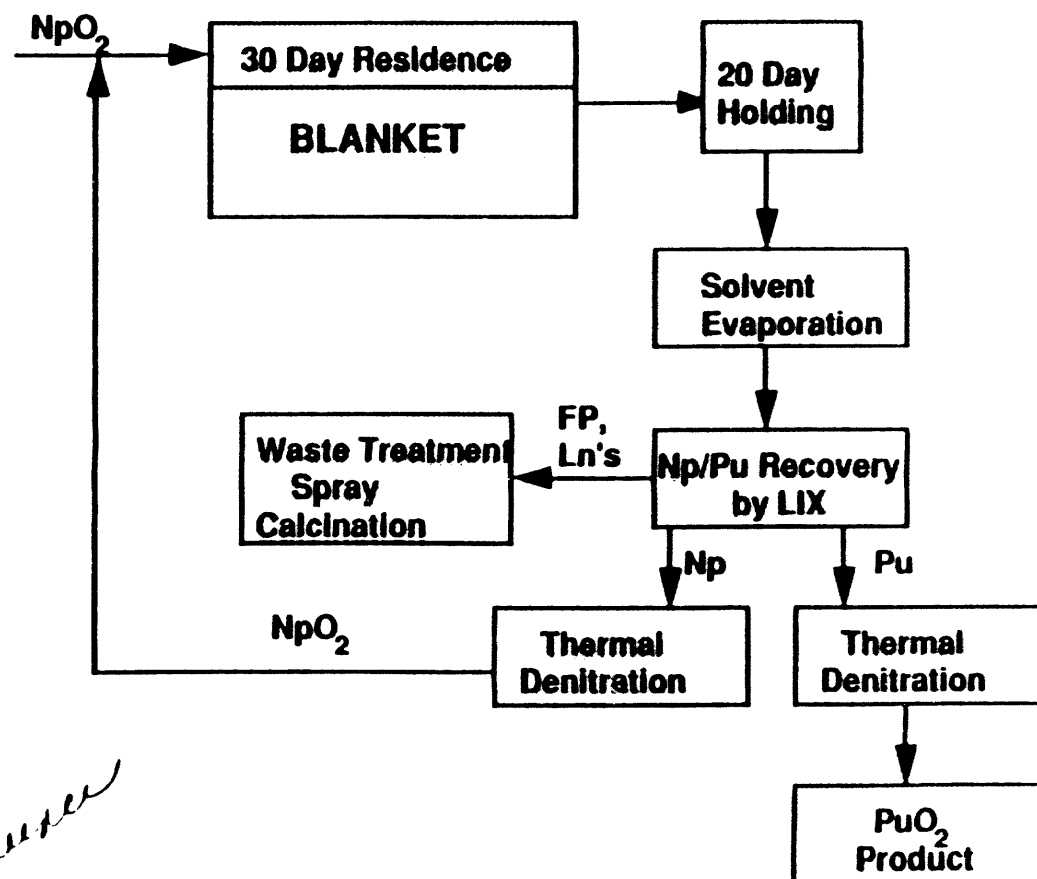 NpO₂
30 Day Residence
BLANKET
20 Day
Holding
Solvent
Evaporation
FP,
Ln's
Waste Treatment
Spray
Calcination
Np/Pu Recovery
by LIX
Np
Pu
NpO₂
Thermal
Denitration
Thermal
Denitration
PuO₂
Product